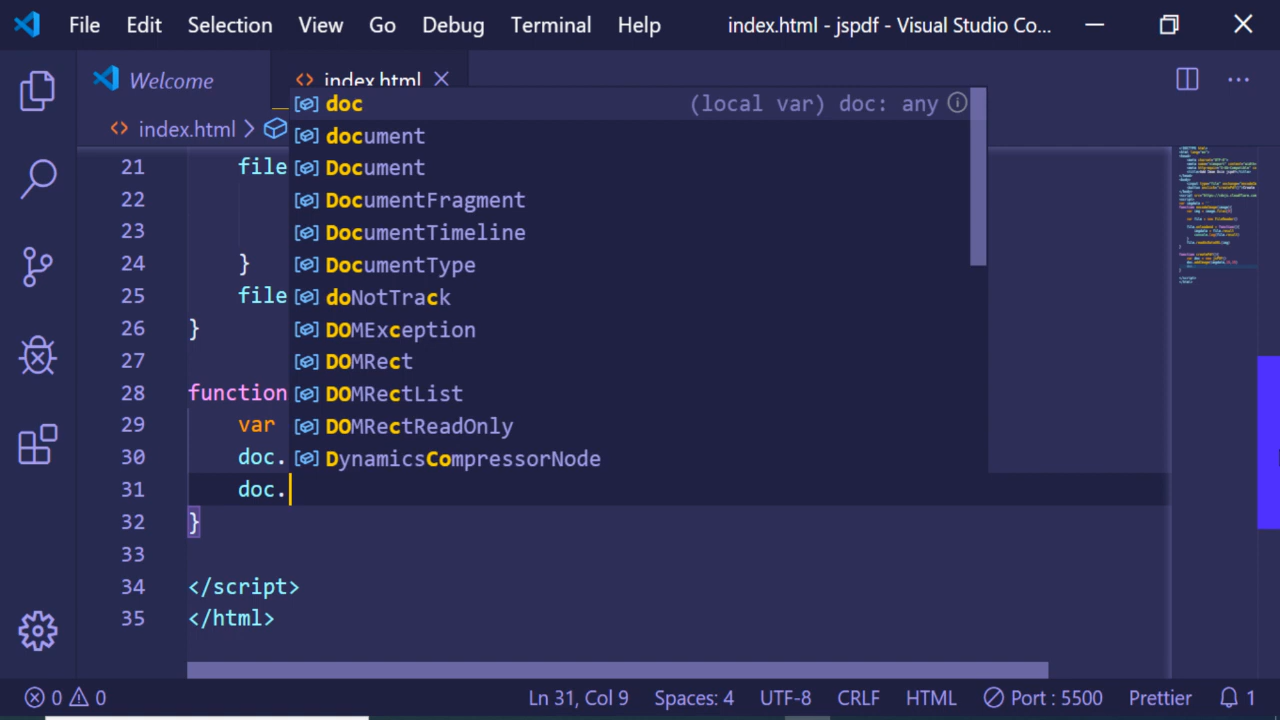 File Edit Selection View Go Debug Terminal Help index.html - jspdf - Visual Studio Co...
Welcome index.html
index.html
doc (local var) doc: any
document
Document
DocumentFragment
DocumentTimeline
DocumentType
doNotTrack
DOMException
DOMRect
DOMRectList
DOMRectReadOnly
DynamicsCompressorNode
21 file
22
23
24 }
25 file
26 }
27
28 function
29 var
30 doc.
31 doc.
32 }
33
34 </script>
35 </html>
0 0 Ln 31, Col 9 Spaces: 4 UTF-8 CRLF HTML Port : 5500 Prettier 1